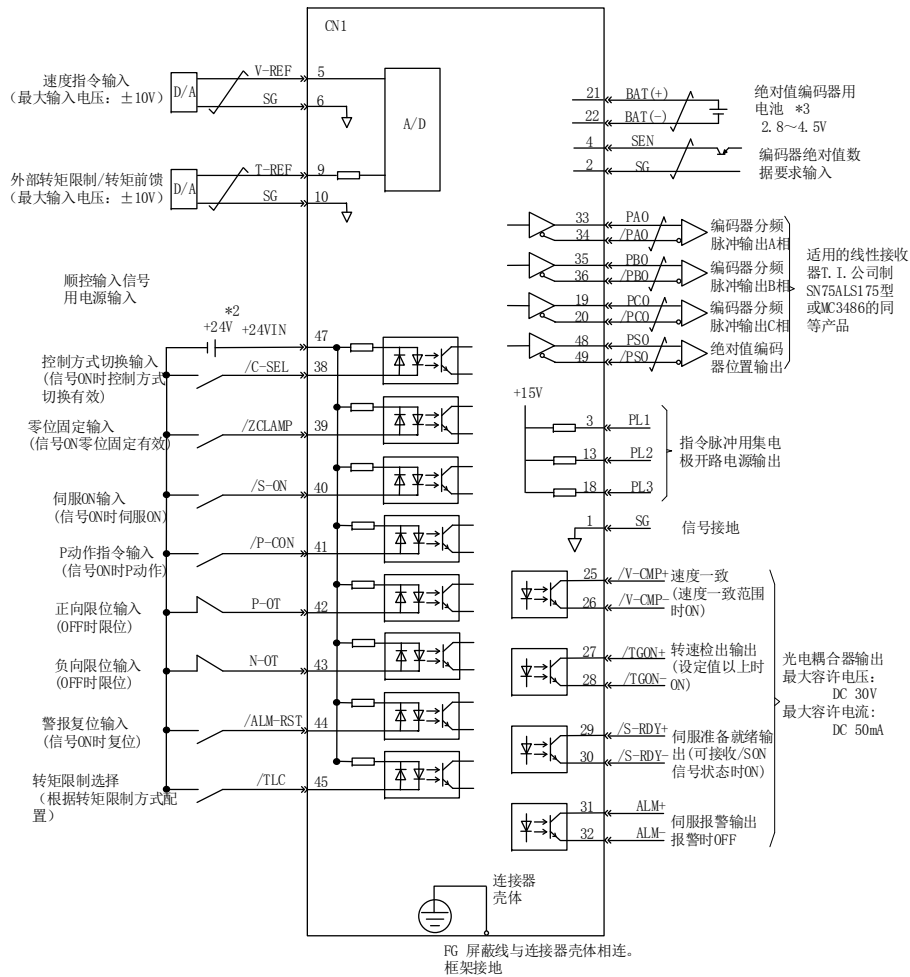 CN1
速度指令输入
（最大输入电压：±10V）
D/A
V-REF
5
SG
6
A/D
外部转矩限制/转矩前馈
（最大输入电压：±10V）
D/A
T-REF
9
SG
10
顺控输入信号
用电源输入
*2
+24V
+24VIN
47
控制方式切换输入
(信号ON时控制方式
切换有效)
/C-SEL
38
零位固定输入
(信号ON零位固定有效)
/ZCLAMP
39
伺服ON输入
(信号ON时伺服ON)
/S-ON
40
P动作指令输入
(信号ON时P动作)
/P-CON
41
正向限位输入
(OFF时限位)
P-OT
42
负向限位输入
(OFF时限位)
N-OT
43
警报复位输入
(信号ON时复位)
/ALM-RST
44
转矩限制选择
（根据转矩限制方式配
置）
/TLC
45
21
BAT(+)
22
BAT(-)
绝对值编码器用
电池 *3
2.8～4.5V
4
SEN
2
SG
编码器绝对值数
据要求输入
33
PAO
34
/PAO
编码器分频
脉冲输出A相
35
PBO
36
/PBO
编码器分频
脉冲输出B相
19
PCO
20
/PCO
编码器分频
脉冲输出C相
48
PSO
49
/PSO
绝对值编码
器位置输出
适用的线性接收
器T.I.公司制
SN75ALS175型
或MC3486的同
等产品
+15V
3
PL1
13
PL2
18
PL3
指令脉冲用集电
极开路电源输出
1
SG
信号接地
25
/V-CMP+
26
/V-CMP-
速度一致
(速度一致范围
时ON)
27
/TGON+
28
/TGON-
转速检出输出
(设定值以上时
ON)
29
/S-RDY+
30
/S-RDY-
伺服准备就绪输
出(可接收/SON
信号状态时ON)
31
ALM+
32
ALM-
伺服报警输出
报警时OFF
光电耦合器输出
最大容许电压：
DC 30V
最大容许电流：
DC 50mA
连接器
壳体
FG 屏蔽线与连接器壳体相连。
框架接地